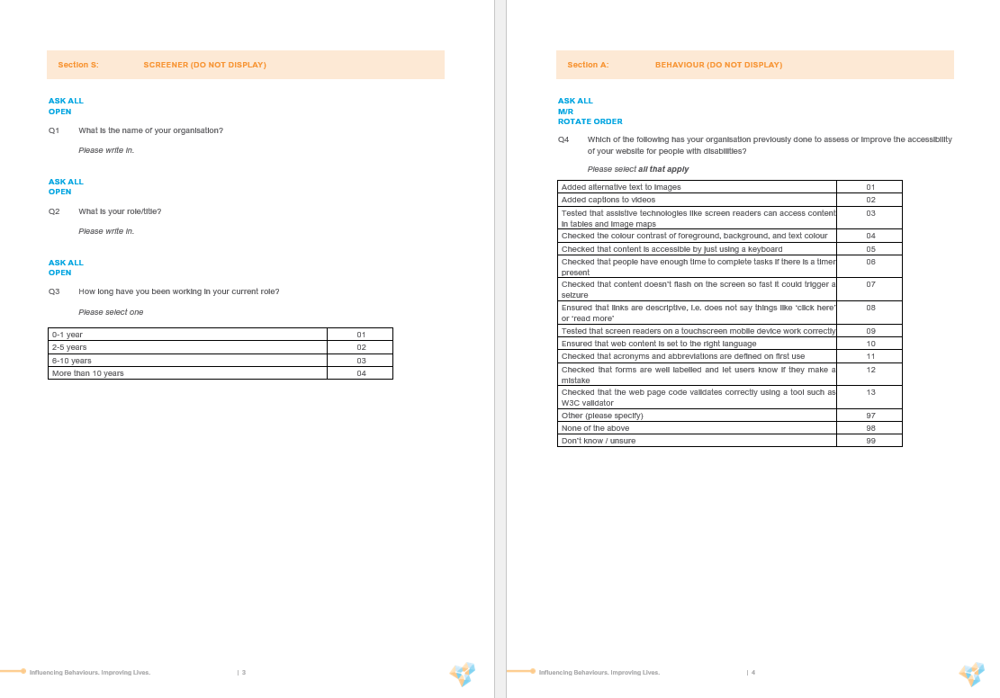 Section S: SCREENER (DO NOT DISPLAY)
ASK ALL
OPEN
Q1 What is the name of your organisation?
Please write in.
ASK ALL
OPEN
Q2 What is your role/title?
Please write in.
ASK ALL
OPEN
Q3 How long have you been working in your current role?
Please select one
0-1 year 01
2-5 years 02
6-10 years 03
More than 10 years 04
Influencing Behaviours. Improving Lives. | 3
Section A: BEHAVIOUR (DO NOT DISPLAY)
ASK ALL
M/R
ROTATE ORDER
Q4 Which of the following has your organisation previously done to assess or improve the accessibility
of your website for people with disabilities?
Please select all that apply
Added alternative text to images 01
Added captions to videos 02
Tested that assistive technologies like screen readers can access content 03
in tables and image maps
Checked the colour contrast of foreground, background, and text colour 04
Checked that content is accessible by just using a keyboard 05
Checked that people have enough time to complete tasks if there is a timer 06
present
Checked that content doesn't flash on the screen so fast it could trigger a 07
seizure
Ensured that links are descriptive, i.e. does not say things like ‘click here’ 08
or ‘read more’
Tested that screen readers on a touchscreen mobile device work correctly 09
Ensured that web content is set to the right language 10
Checked that acronyms and abbreviations are defined on first use 11
Checked that forms are well labelled and let users know if they make a 12
mistake
Checked that the web page code validates correctly using a tool such as 13
W3C validator
Other (please specify) 97
None of the above 98
Don't know / unsure 99
Influencing Behaviours. Improving Lives. | 4